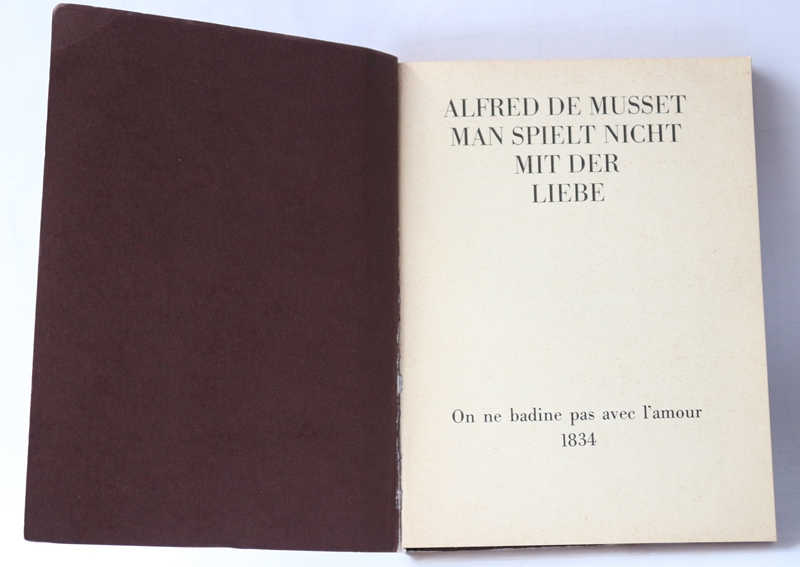 ALFRED DE MUSSET
MAN SPIELT NICHT
MIT DER
LIEBE
On ne badine pas avec l'amour
1834